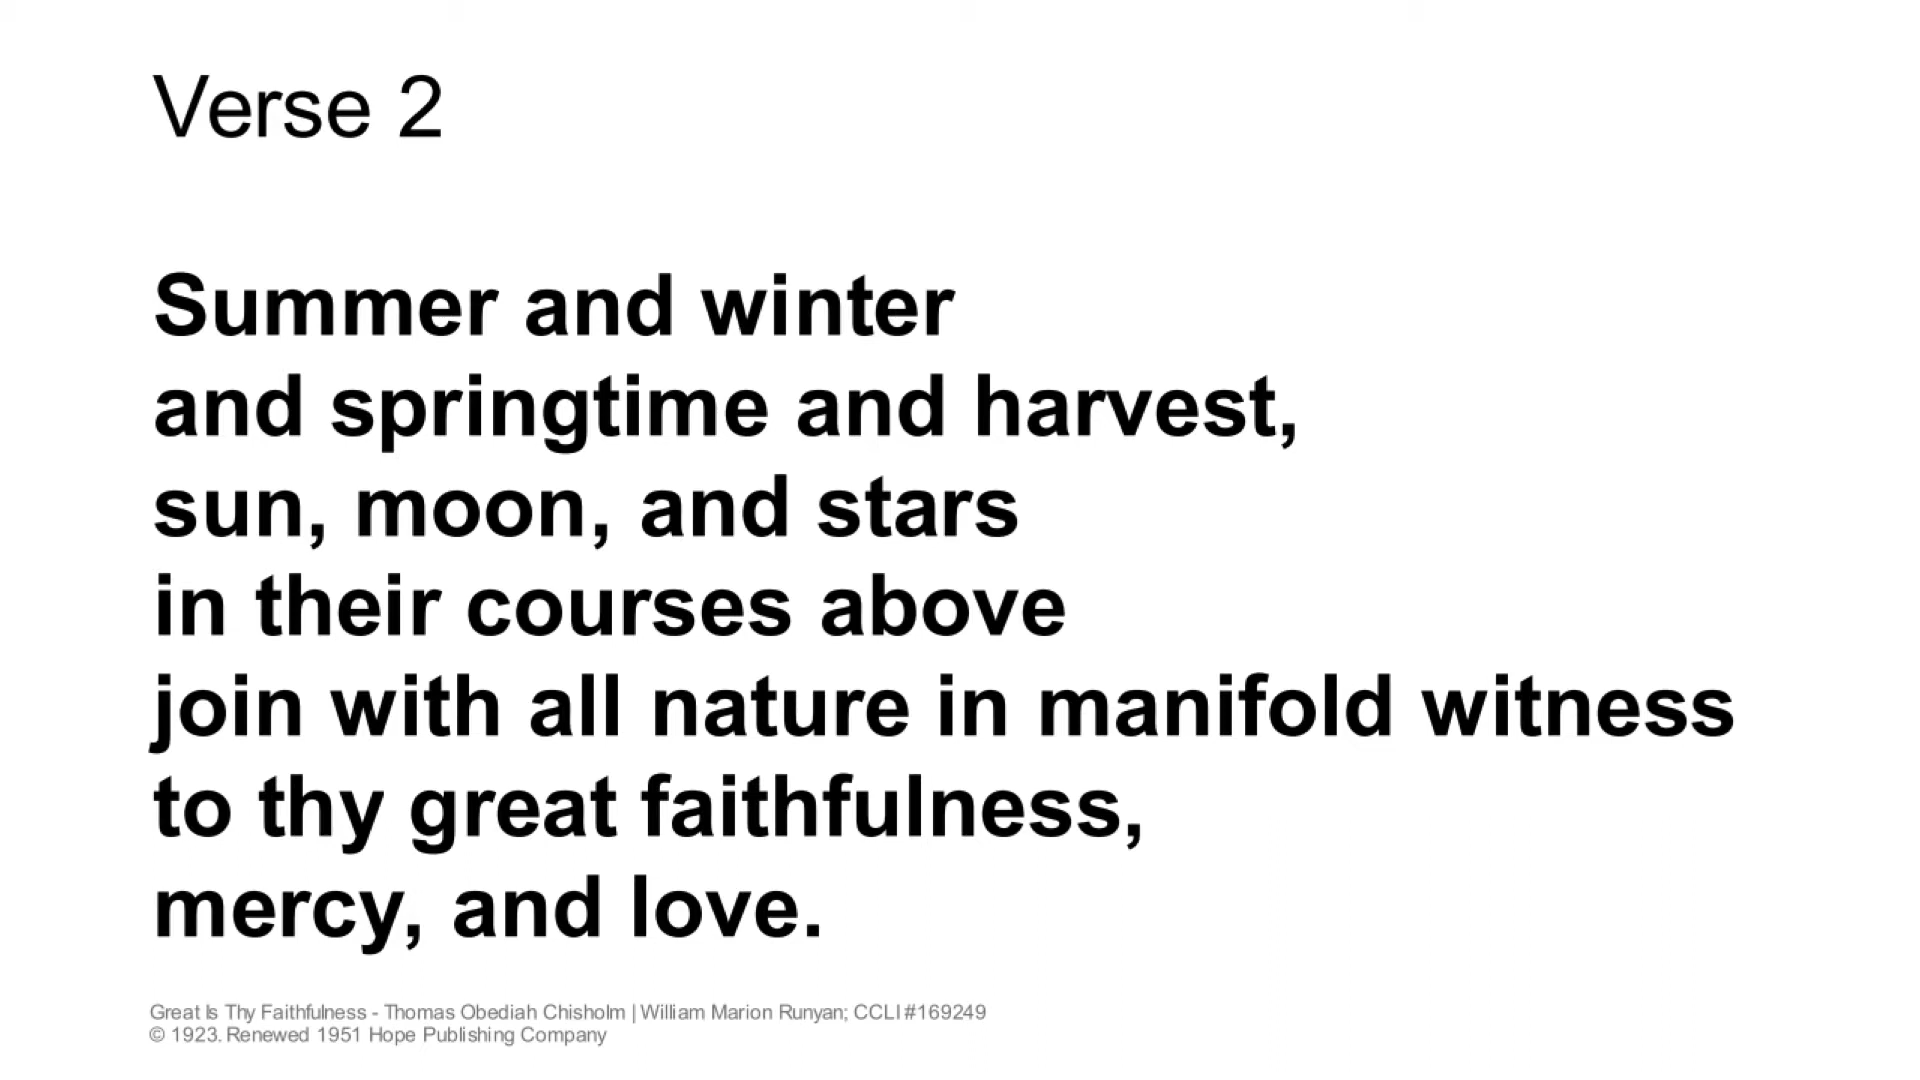 Verse 2
Summer and winter
and springtime and harvest,
sun, moon, and stars
in their courses above
join with all nature in manifold witness
to thy great faithfulness,
mercy, and love.
Great Is Thy Faithfulness - Thomas Obediah Chisholm | William Marion Runyan; CCLI #169249
© 1923. Renewed 1951 Hope Publishing Company